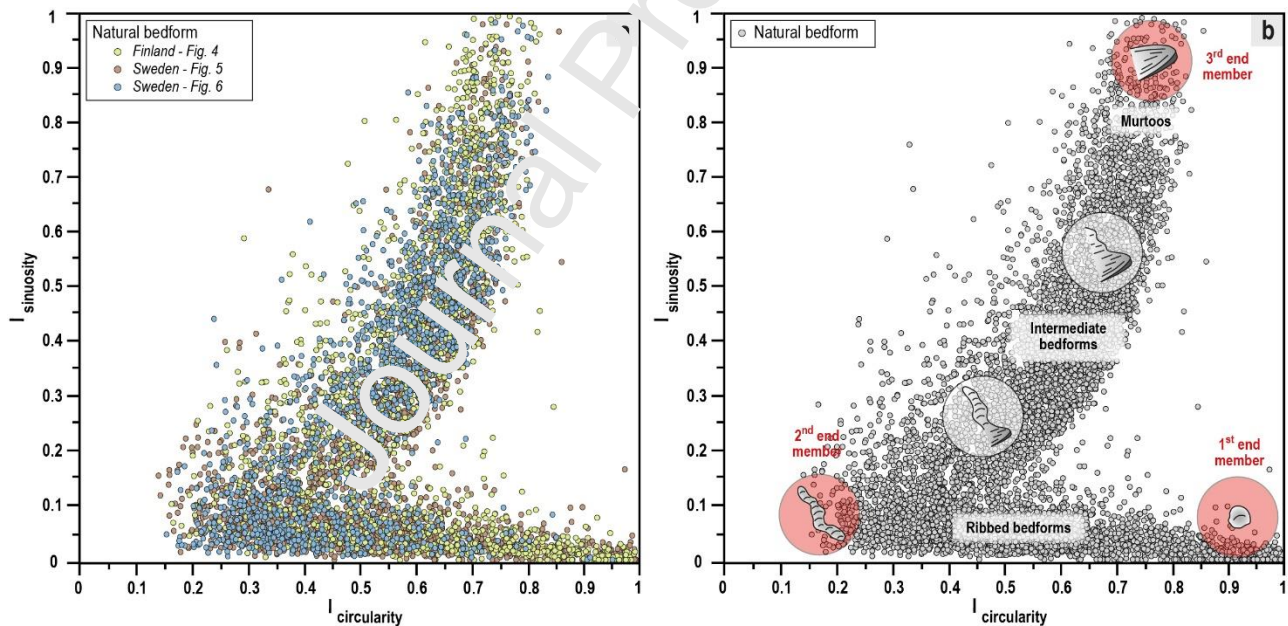 Natural bedform
Finland - Fig. 4
Sweden - Fig. 5
Sweden - Fig. 6
1
0.9
0.8
0.7
0.6
0.5
0.4
0.3
0.2
0.1
0
I sinuosity
0 0.1 0.2 0.3 0.4 0.5 0.6 0.7 0.8 0.9 1
I circularity
Journal Pre
b
Natural bedform
3rd end
member
Murtoos
Intermediate
bedforms
2nd end
member
1st end
member
Ribbed bedforms
1
0.9
0.8
0.7
0.6
0.5
0.4
0.3
0.2
0.1
0
I sinuosity
0 0.1 0.2 0.3 0.4 0.5 0.6 0.7 0.8 0.9 1
I circularity